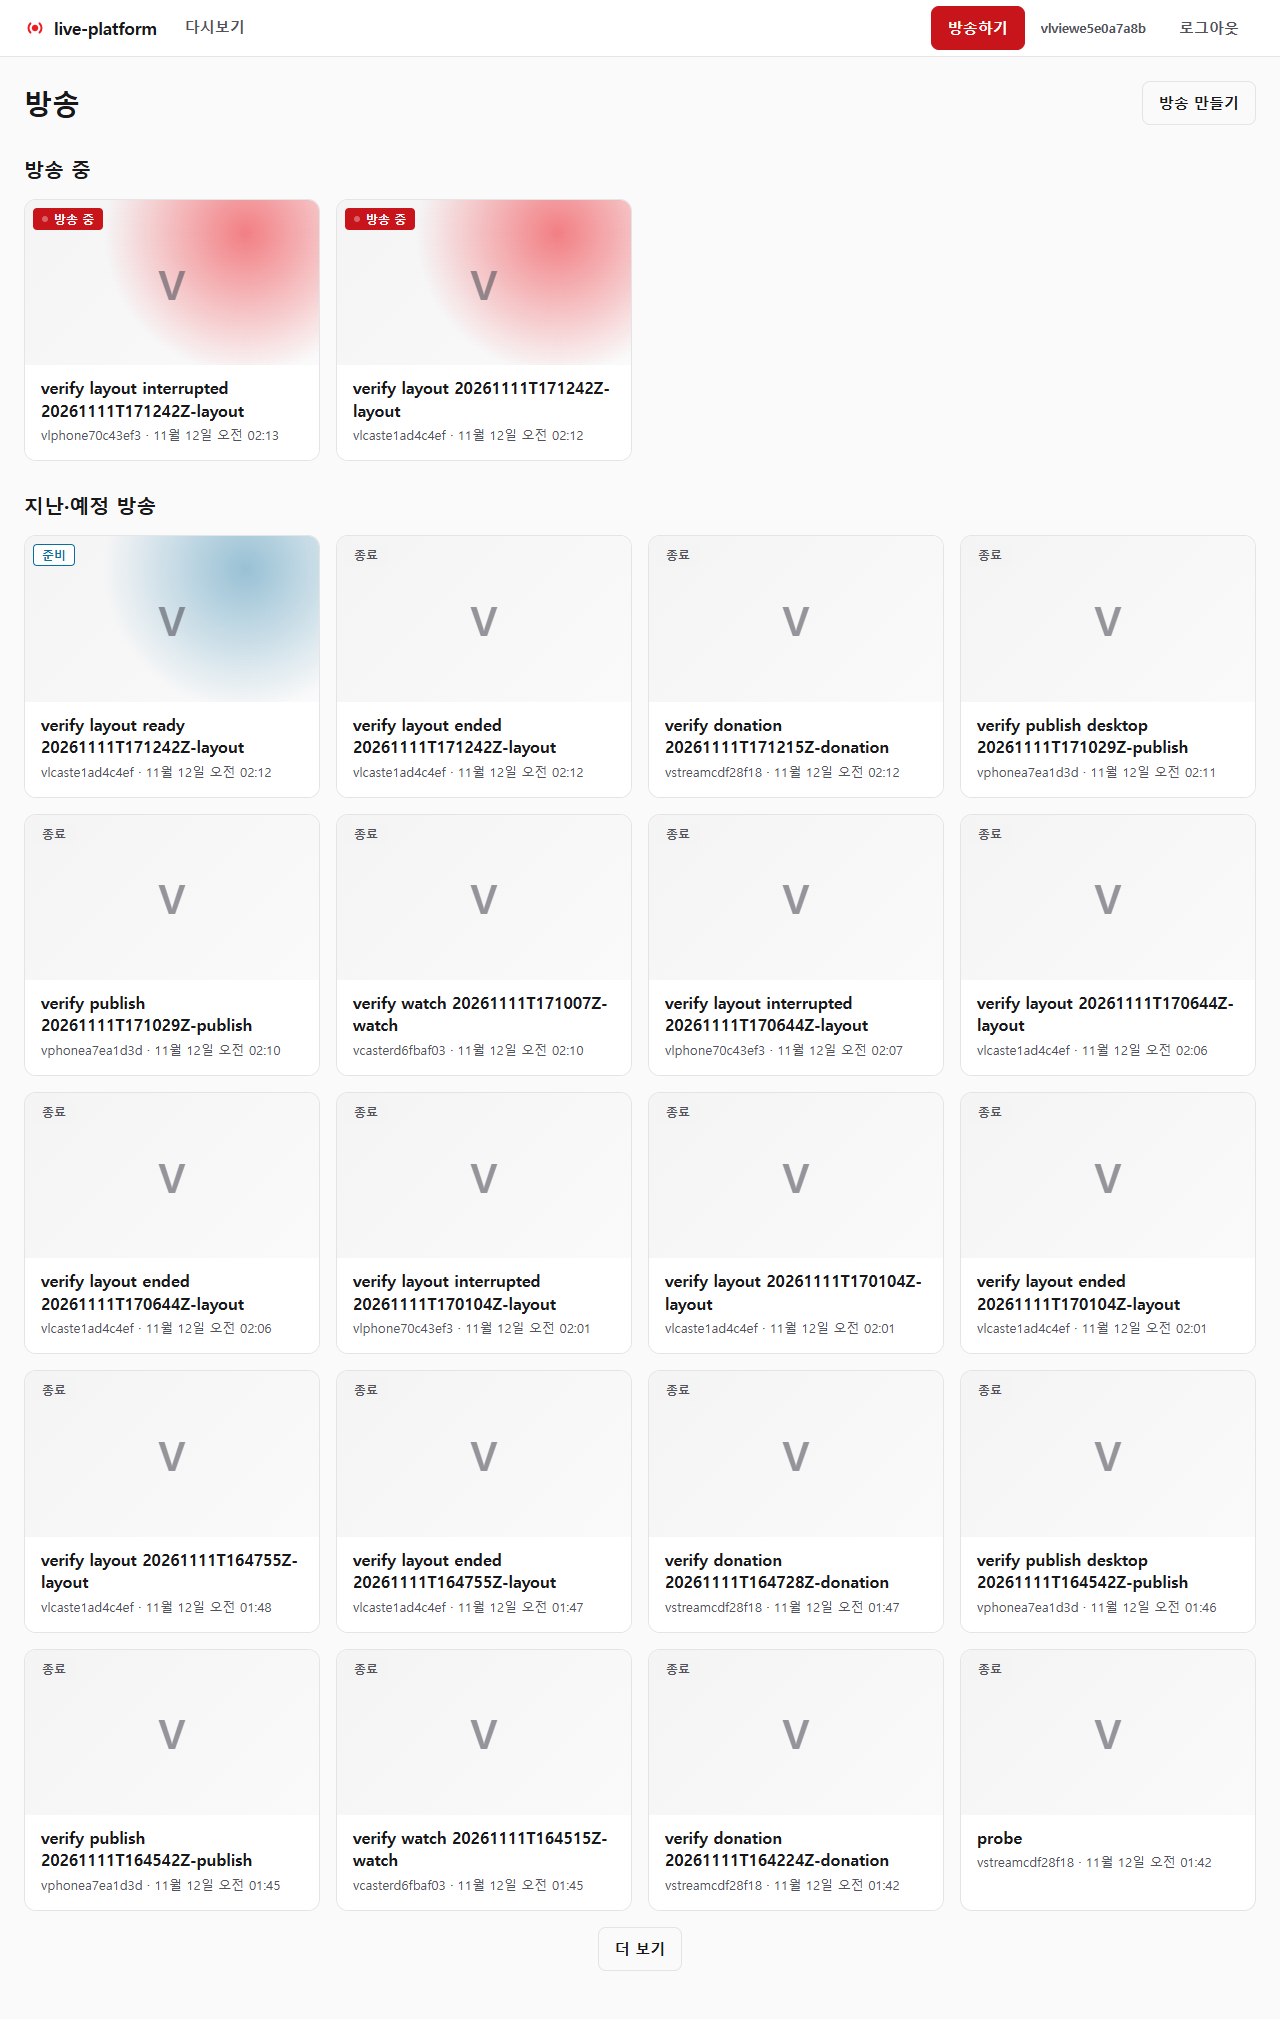 live-platform
다시보기
방송하기
vlviewe5e0a7a8b
로그아웃
방송
방송 만들기
방송 중
방송 중
V
verify layout interrupted
20261111T171242Z-layout
vlphone70c43ef3 · 11월 12일 오전 02:13
방송 중
V
verify layout 20261111T171242Z-
layout
vlcaste1ad4c4ef · 11월 12일 오전 02:12
지난·예정 방송
준비
V
verify layout ready
20261111T171242Z-layout
vlcaste1ad4c4ef · 11월 12일 오전 02:12
종료
V
verify layout ended
20261111T171242Z-layout
vlcaste1ad4c4ef · 11월 12일 오전 02:12
종료
V
verify donation
20261111T171215Z-donation
vstreamcdf28f18 · 11월 12일 오전 02:12
종료
V
verify publish desktop
20261111T171029Z-publish
vphonea7ea1d3d · 11월 12일 오전 02:11
종료
V
verify publish
20261111T171029Z-publish
vphonea7ea1d3d · 11월 12일 오전 02:10
종료
V
verify watch 20261111T171007Z-
watch
vcasterd6fbaf03 · 11월 12일 오전 02:10
종료
V
verify layout interrupted
20261111T170644Z-layout
vlphone70c43ef3 · 11월 12일 오전 02:07
종료
V
verify layout 20261111T170644Z-
layout
vlcaste1ad4c4ef · 11월 12일 오전 02:06
종료
V
verify layout ended
20261111T170644Z-layout
vlcaste1ad4c4ef · 11월 12일 오전 02:06
종료
V
verify layout interrupted
20261111T170104Z-layout
vlphone70c43ef3 · 11월 12일 오전 02:01
종료
V
verify layout 20261111T170104Z-
layout
vlcaste1ad4c4ef · 11월 12일 오전 02:01
종료
V
verify layout ended
20261111T170104Z-layout
vlcaste1ad4c4ef · 11월 12일 오전 02:01
종료
V
verify layout 20261111T164755Z-
layout
vlcaste1ad4c4ef · 11월 12일 오전 01:48
종료
V
verify layout ended
20261111T164755Z-layout
vlcaste1ad4c4ef · 11월 12일 오전 01:47
종료
V
verify donation
20261111T164728Z-donation
vstreamcdf28f18 · 11월 12일 오전 01:47
종료
V
verify publish desktop
20261111T164542Z-publish
vphonea7ea1d3d · 11월 12일 오전 01:46
종료
V
verify publish
20261111T164542Z-publish
vphonea7ea1d3d · 11월 12일 오전 01:45
종료
V
verify watch 20261111T164515Z-
watch
vcasterd6fbaf03 · 11월 12일 오전 01:45
종료
V
verify donation
20261111T164224Z-donation
vstreamcdf28f18 · 11월 12일 오전 01:42
종료
V
probe
vstreamcdf28f18 · 11월 12일 오전 01:42
더 보기